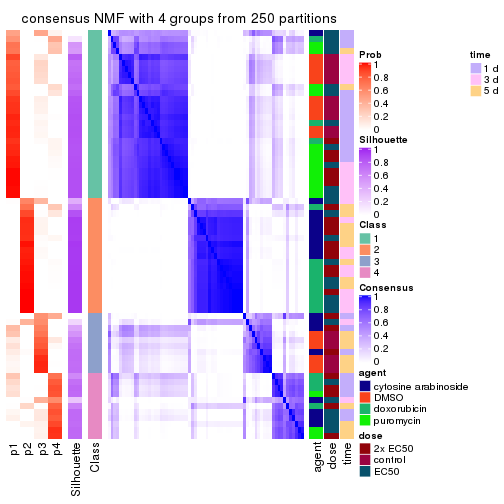 consensus NMF with 4 groups from 250 partitions
Prob
1
0.8
0.6
0.4
0.2
0
time
1 d
3 d
5 d
Silhouette
1
0.8
0.6
0.4
0.2
0
Class
1
2
3
4
Consensus
1
0.8
0.6
0.4
0.2
0
agent
cytosine arabinoside
DMSO
doxorubicin
puromycin
dose
2x EC50
control
EC50
p1
p2
p3
p4
Silhouette
Class
agent
dose
time